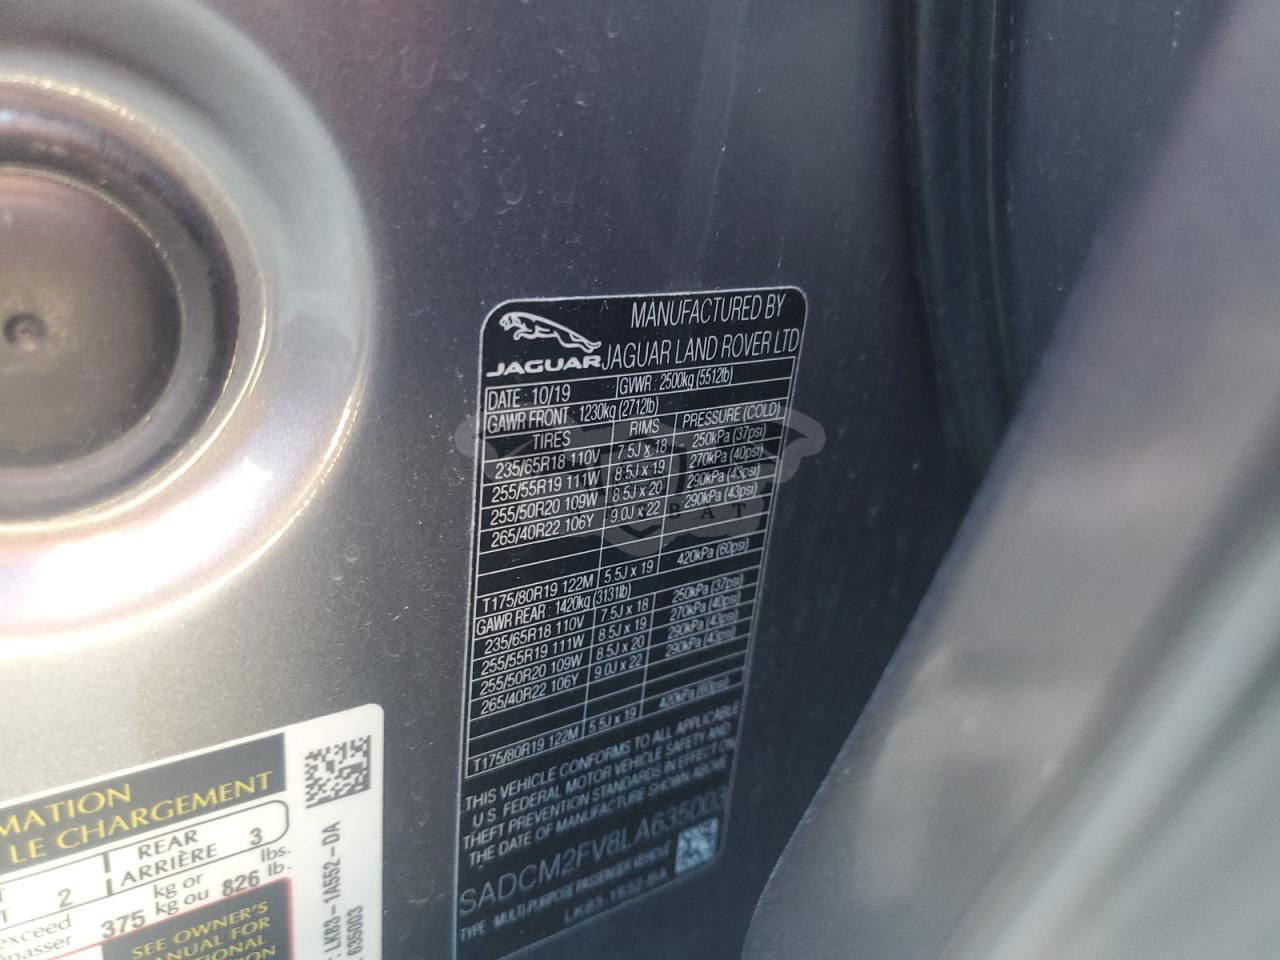 JAGUAR
MANUFACTURED BY
JAGUAR LAND ROVER LTD
DATE : 10/19 GVWR : 2500kg (5512lb)
GAWR FRONT : 1230kg (2712lb)
TIRES RIMS PRESSURE (COLD)
235/65R18 110V 7.5J x 18 250kPa (37psi)
255/55R19 111W 8.5J x 19 270kPa (40psi)
255/50R20 109W 8.5J x 20 290kPa (43psi)
265/40R22 106Y 9.0J x 22 290kPa (43psi)
T175/80R19 122M 5.5J x 19 420kPa (60psi)
GAWR REAR : 1420kg (3131lb)
235/65R18 110V 7.5J x 18 250kPa (37psi)
255/55R19 111W 8.5J x 19 270kPa (40psi)
255/50R20 109W 8.5J x 20 290kPa (43psi)
265/40R22 106Y 9.0J x 22 290kPa (43psi)
T175/80R19 122M 5.5J x 19 420kPa (60psi)
THIS VEHICLE CONFORMS TO ALL APPLICABLE
U S FEDERAL MOTOR VEHICLE SAFETY AND
THEFT PREVENTION STANDARDS IN EFFECT ON
THE DATE OF MANUFACTURE SHOWN ABOVE
SADCM2FV8LA635003
TYPE MULTI-PURPOSE PASSENGER VEHICLE
BAT
MATION
LE CHARGEMENT
2 REAR
ARRIÈRE 3
exceed
passer 375 kg or
kg ou 826 lbs.
lb.
SEE OWNER'S
MANUAL FOR
LK83-1A552-DA
635003